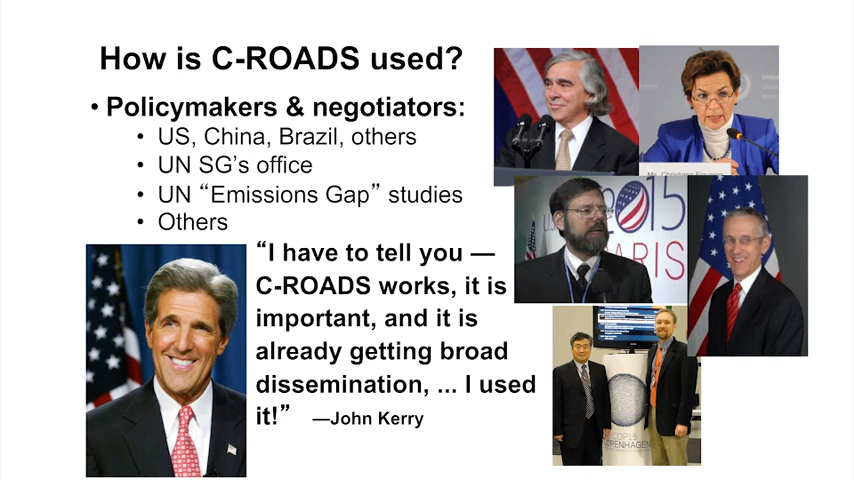 How is C-ROADS used?
• Policymakers & negotiators:
• US, China, Brazil, others
• UN SG's office
• UN “Emissions Gap” studies
• Others
“I have to tell you —
C-ROADS works, it is
important, and it is
already getting broad
dissemination, ... I used
it!” —John Kerry
2015
PARIS
COP15
COPENHAGEN